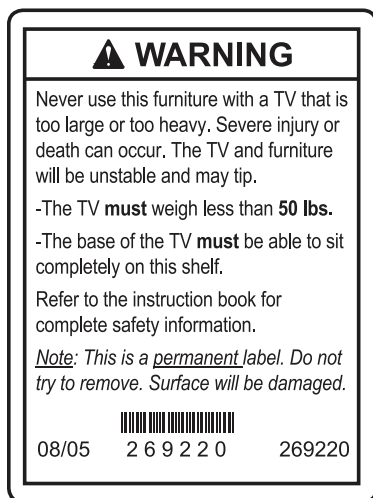 WARNING
Never use this furniture with a TV that is
too large or too heavy. Severe injury or
death can occur. The TV and furniture
will be unstable and may tip.
-The TV must weigh less than 50 lbs.
-The base of the TV must be able to sit
completely on this shelf.
Refer to the instruction book for
complete safety information.
Note: This is a permanent label. Do not
try to remove. Surface will be damaged.
08/05 269220 269220